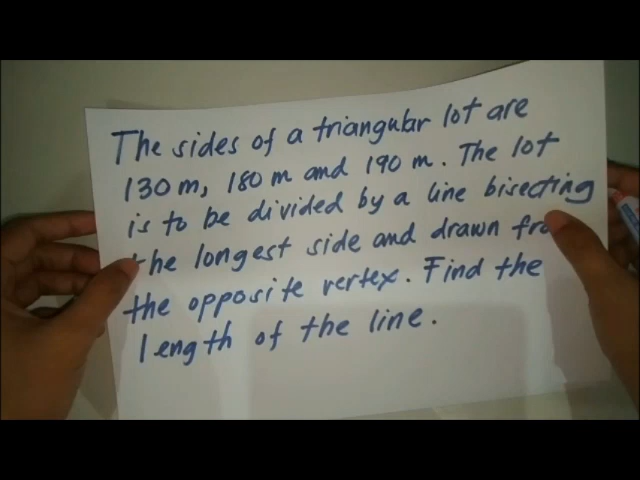 The sides of a triangular lot are
130 m, 180 m and 190 m. The lot
is to be divided by a line bisecting
the longest side and drawn fro
the opposite vertex. Find the
length of the line.